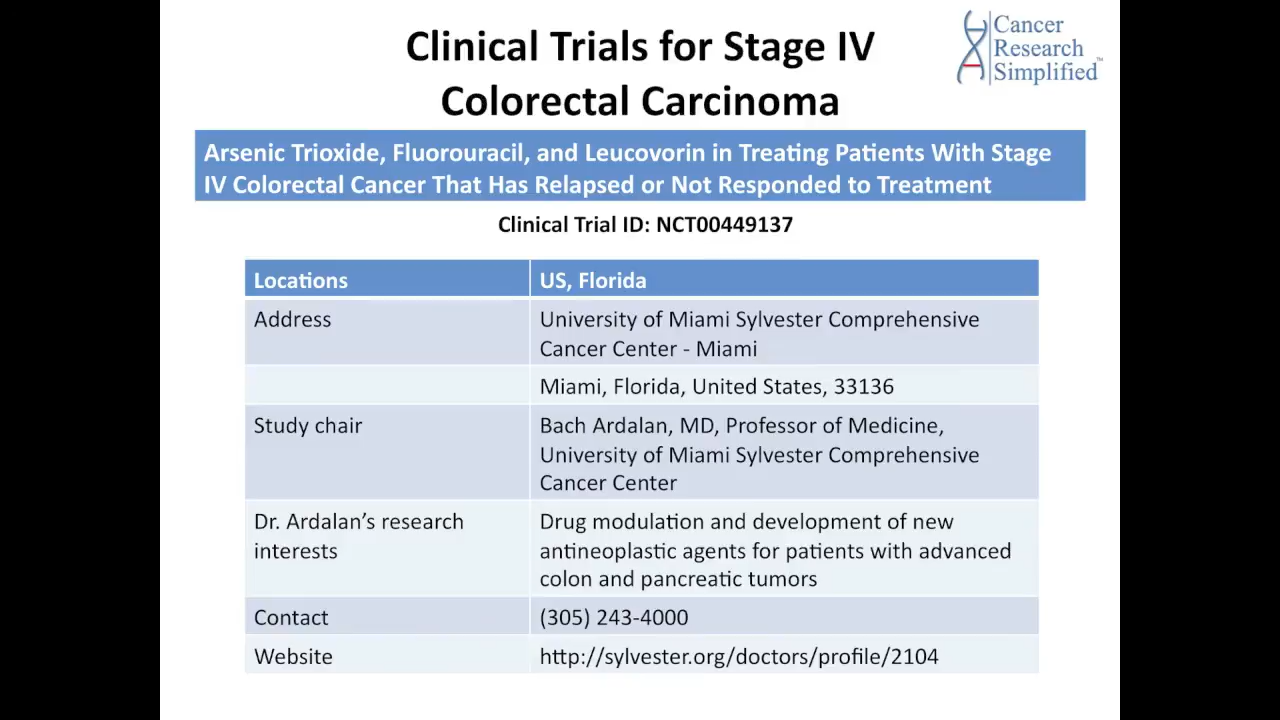 Clinical Trials for Stage IV
Colorectal Carcinoma
Cancer
Research
Simplified™
Arsenic Trioxide, Fluorouracil, and Leucovorin in Treating Patients With Stage
IV Colorectal Cancer That Has Relapsed or Not Responded to Treatment
Clinical Trial ID: NCT00449137
Locations
US, Florida
Address
University of Miami Sylvester Comprehensive
Cancer Center - Miami
Miami, Florida, United States, 33136
Study chair
Bach Ardalan, MD, Professor of Medicine,
University of Miami Sylvester Comprehensive
Cancer Center
Dr. Ardalan’s research
interests
Drug modulation and development of new
antineoplastic agents for patients with advanced
colon and pancreatic tumors
Contact
(305) 243-4000
Website
http://sylvester.org/doctors/profile/2104